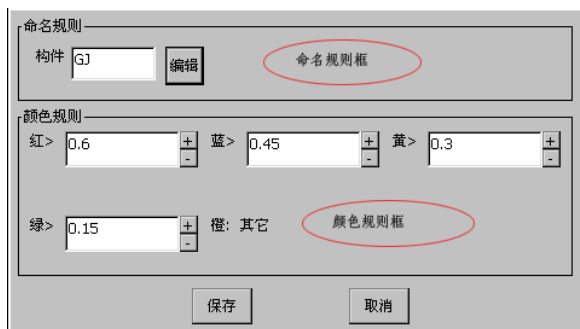 命名规则
构件 GJ 编辑 命名规则框
颜色规则
红> 0.6 + - 蓝> 0.45 + - 黄> 0.3 + -
绿> 0.15 + - 橙: 其它 颜色规则框
保存 取消